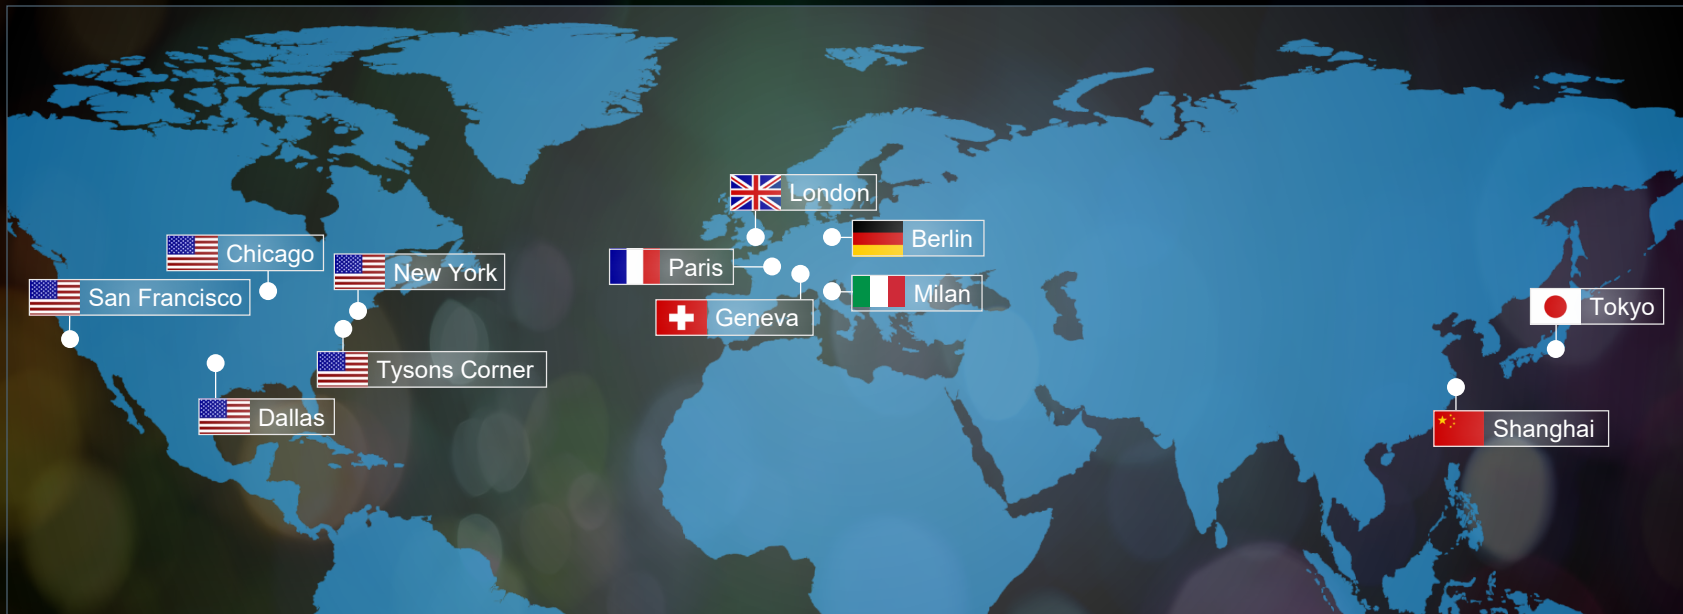 London
Berlin
Chicago
New York
Paris
San Francisco
Milan
Geneva
Tokyo
Tysons Corner
Dallas
Shanghai